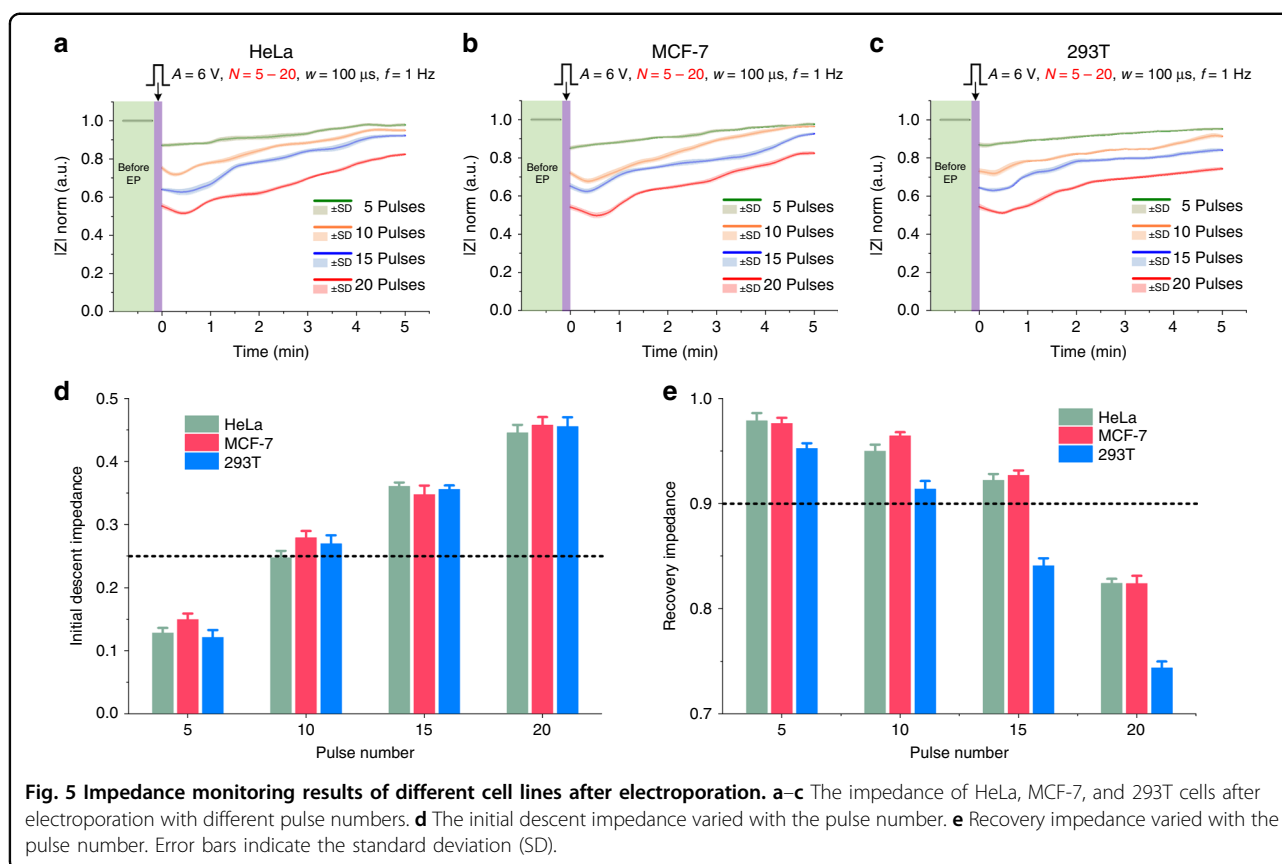 a
HeLa
A = 6 V, N = 5 – 20, w = 100 µs, f = 1 Hz
1.0
0.8
0.6
0.4
0.2
0.0
|Z| norm (a.u.)
Before
EP
±SD 5 Pulses
±SD 10 Pulses
±SD 15 Pulses
±SD 20 Pulses
0 1 2 3 4 5
Time (min)
b
MCF-7
A = 6 V, N = 5 – 20, w = 100 µs, f = 1 Hz
1.0
0.8
0.6
0.4
0.2
0.0
|Z| norm (a.u.)
Before
EP
±SD 5 Pulses
±SD 10 Pulses
±SD 15 Pulses
±SD 20 Pulses
0 1 2 3 4 5
Time (min)
c
293T
A = 6 V, N = 5 – 20, w = 100 µs, f = 1 Hz
1.0
0.8
0.6
0.4
0.2
0.0
|Z| norm (a.u.)
Before
EP
±SD 5 Pulses
±SD 10 Pulses
±SD 15 Pulses
±SD 20 Pulses
0 1 2 3 4 5
Time (min)
d
HeLa
MCF-7
293T
0.5
0.4
0.3
0.2
0.1
0.0
Initial descent impedance
5 10 15 20
Pulse number
e
HeLa
MCF-7
293T
1.0
0.9
0.8
0.7
Recovery impedance
5 10 15 20
Pulse number
Fig. 5 Impedance monitoring results of different cell lines after electroporation. a–c The impedance of HeLa, MCF-7, and 293T cells after
electroporation with different pulse numbers. d The initial descent impedance varied with the pulse number. e Recovery impedance varied with the
pulse number. Error bars indicate the standard deviation (SD).